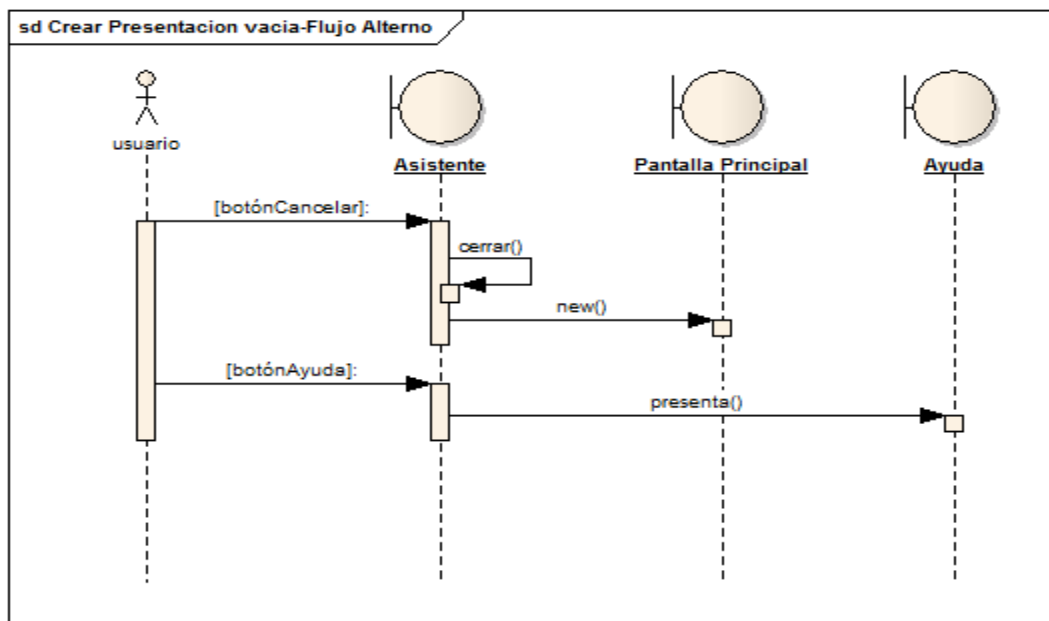 sd Crear Presentacion vacia-Flujo Alterno
usuario
Asistente
Pantalla Principal
Ayuda
[botónCancelar]:
cerrar()
new()
[botónAyuda]:
presenta()